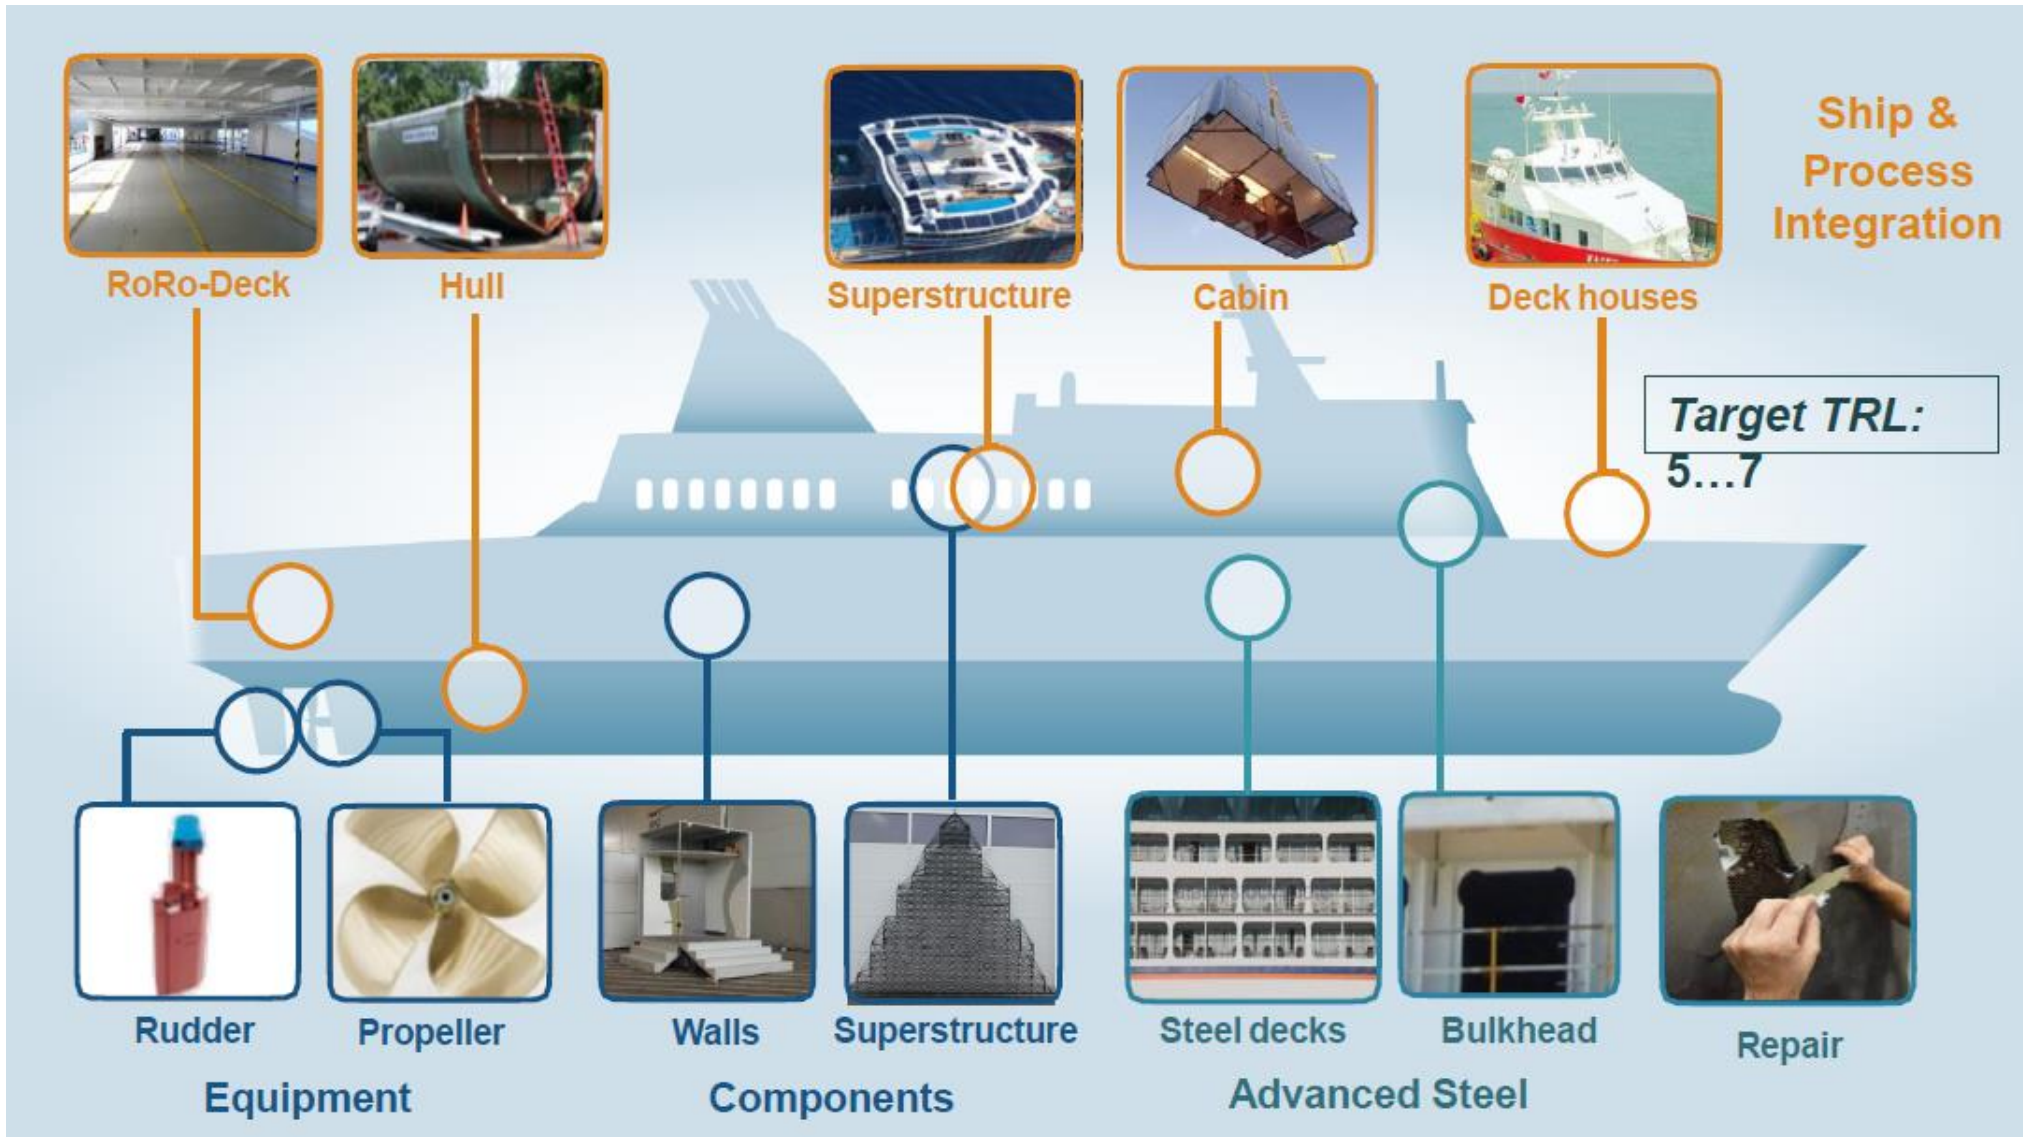 RoRo-Deck
Hull
Superstructure
Cabin
Deck houses
Ship &
Process
Integration
Target TRL:
5...7
Rudder
Propeller
Walls
Superstructure
Steel decks
Bulkhead
Repair
Equipment
Components
Advanced Steel